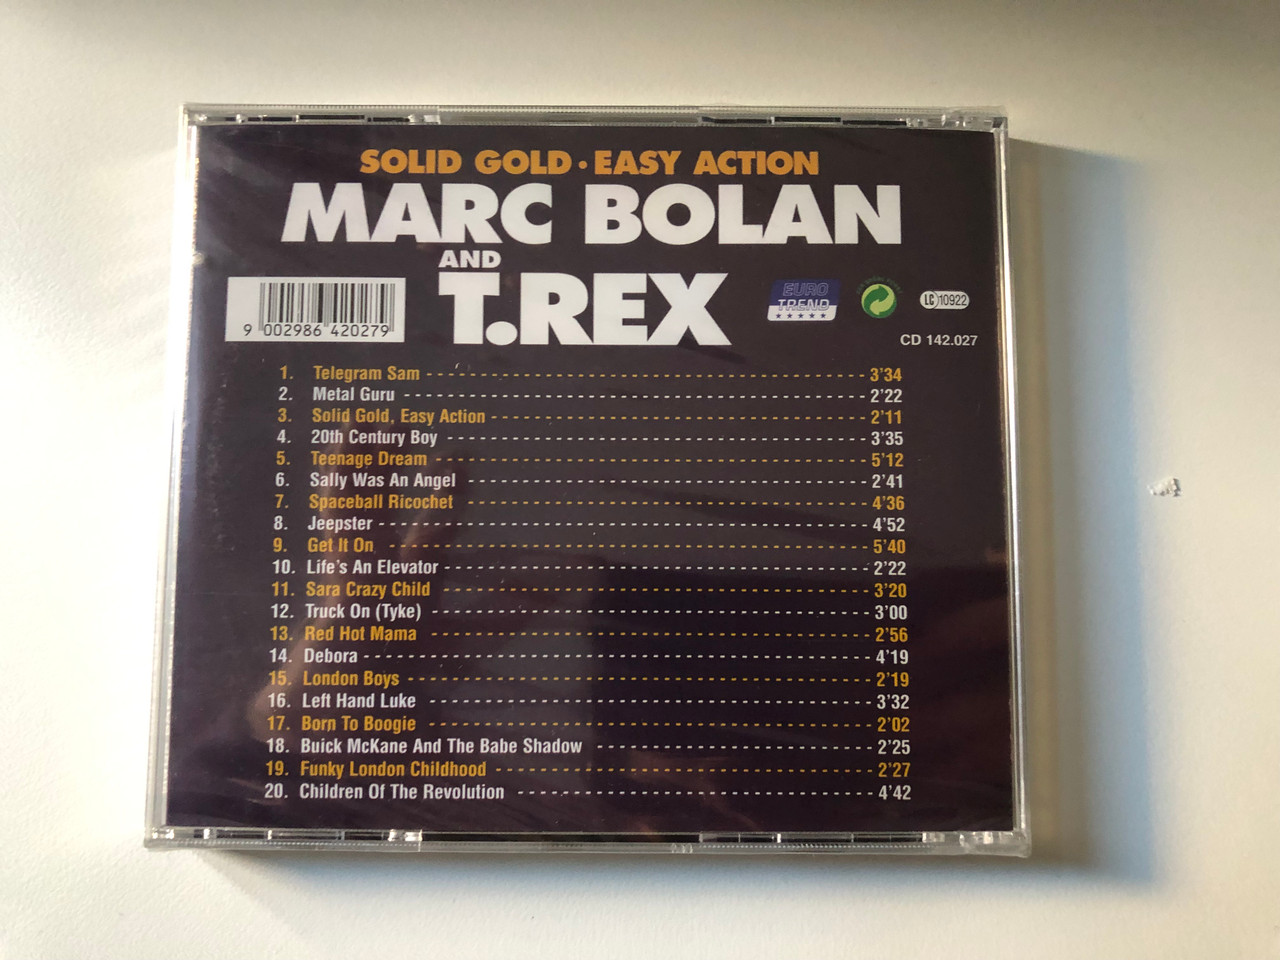 SOLID GOLD · EASY ACTION
MARC BOLAN
AND
T.REX
9 002986 420279
EURO
TREND
LC 10922
CD 142.027
1. Telegram Sam 3'34
2. Metal Guru 2'22
3. Solid Gold, Easy Action 2'11
4. 20th Century Boy 3'35
5. Teenage Dream 5'12
6. Sally Was An Angel 2'41
7. Spaceball Ricochet 4'36
8. Jeepster 4'52
9. Get It On 5'40
10. Life's An Elevator 2'22
11. Sara Crazy Child 3'20
12. Truck On (Tyke) 3'00
13. Red Hot Mama 2'56
14. Debora 4'19
15. London Boys 2'19
16. Left Hand Luke 3'32
17. Born To Boogie 2'02
18. Buick McKane And The Babe Shadow 2'25
19. Funky London Childhood 2'27
20. Children Of The Revolution 4'42